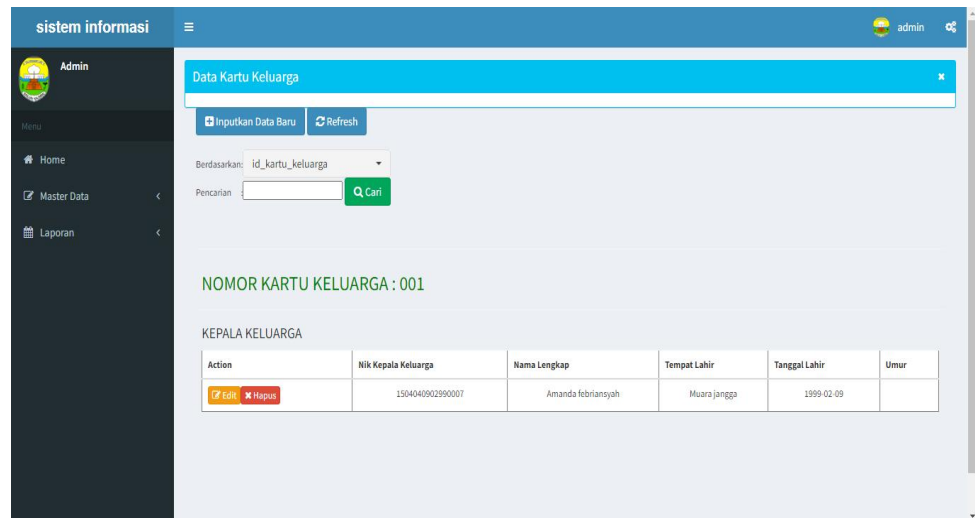 sistem informasi
admin
Admin
Menu
Home
Master Data
Laporan
Data Kartu Keluarga
Inputkan Data Baru Refresh
Berdasarkan: id_kartu_keluarga
Pencarian : Cari
NOMOR KARTU KELUARGA : 001
KEPALA KELUARGA
Action Nik Kepala Keluarga Nama Lengkap Tempat Lahir Tanggal Lahir Umur
Edit Hapus 1504040902990007 Amanda febriansyah Muara jangga 1999-02-09